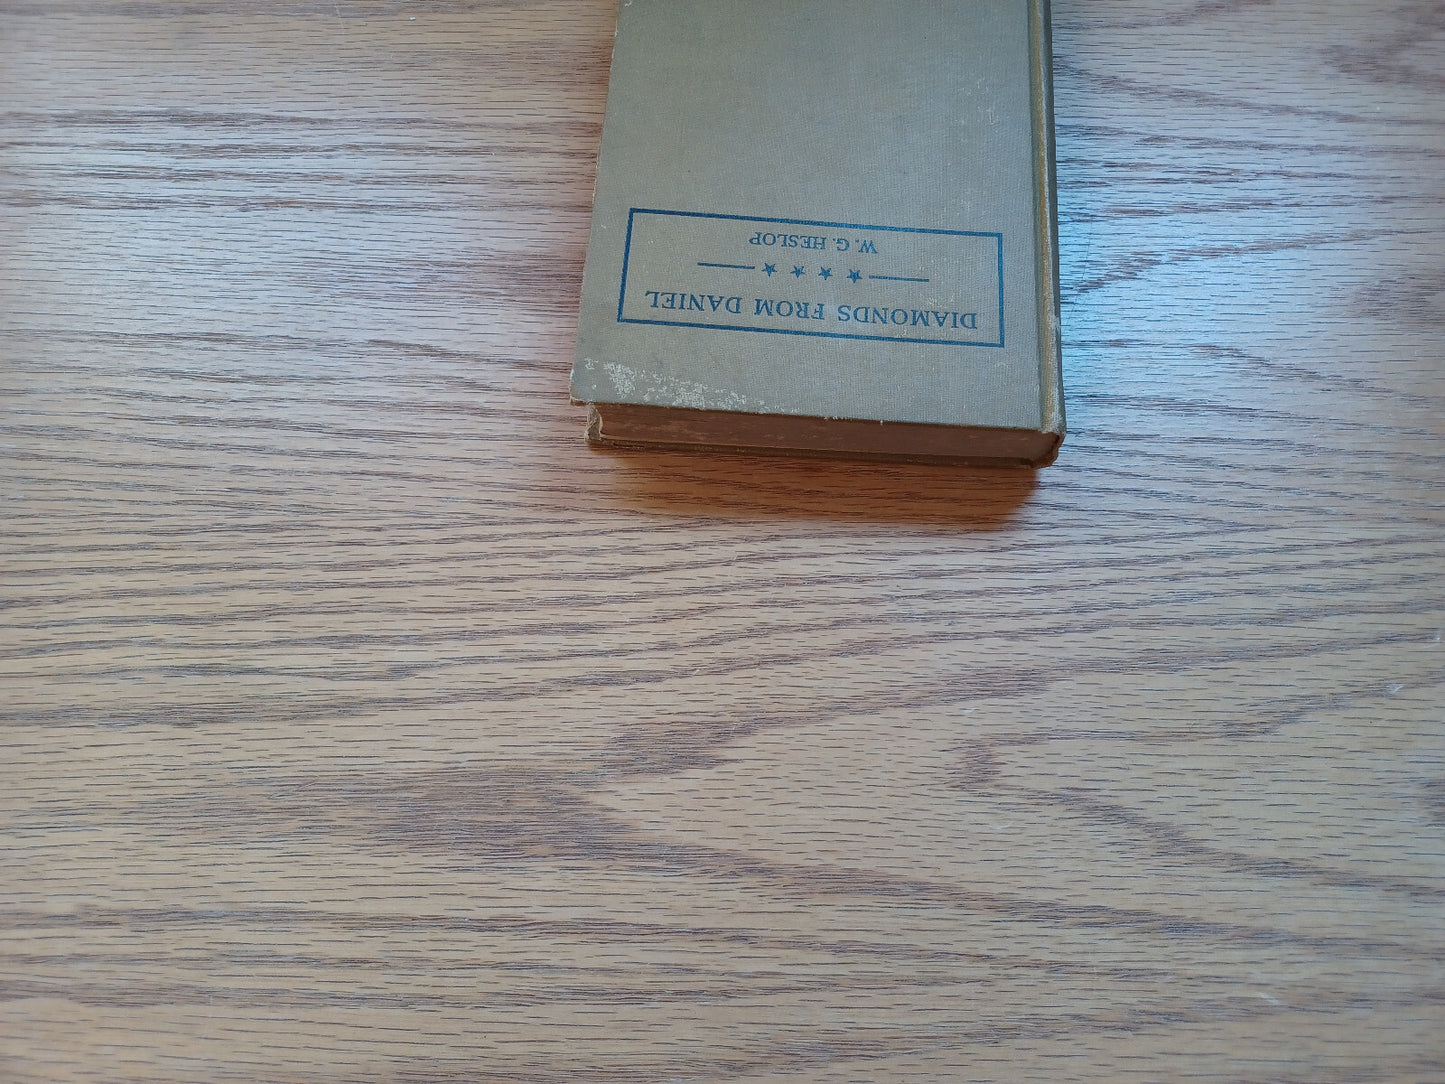 DIAMONDS FROM DANIEL
W. G. HESLOP